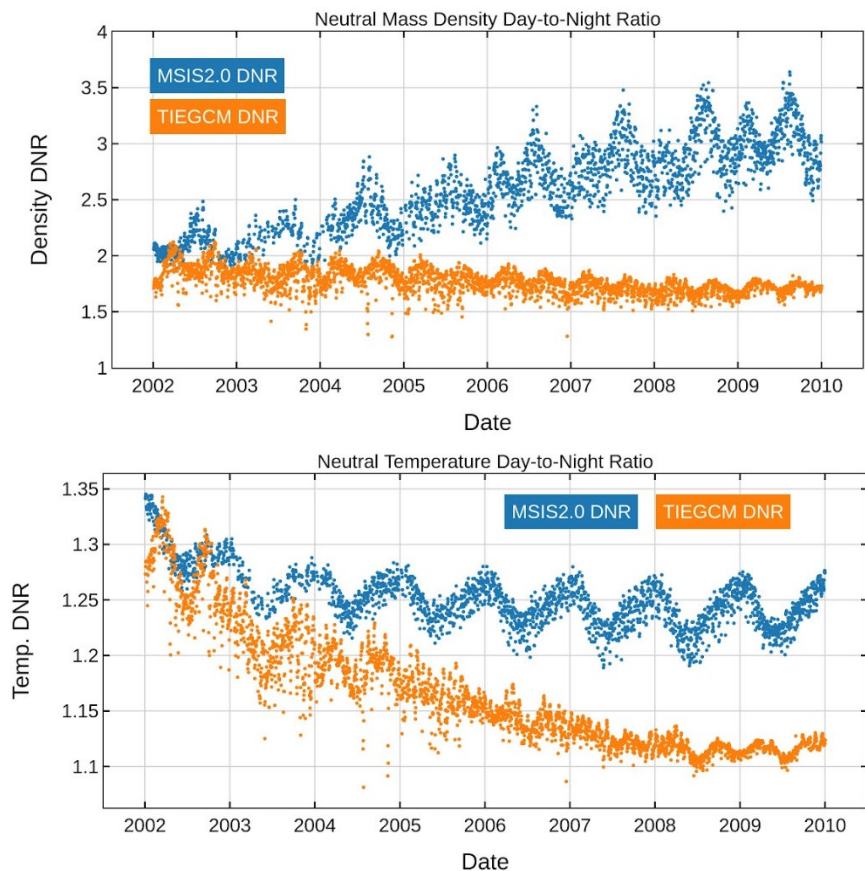 Neutral Mass Density Day-to-Night Ratio
4
3.5
3
2.5
2
1.5
1
Density DNR
MSIS2.0 DNR
TIEGCM DNR
2002 2003 2004 2005 2006 2007 2008 2009 2010
Date
Neutral Temperature Day-to-Night Ratio
1.35
1.3
1.25
1.2
1.15
1.1
Temp. DNR
MSIS2.0 DNR TIEGCM DNR
2002 2003 2004 2005 2006 2007 2008 2009 2010
Date